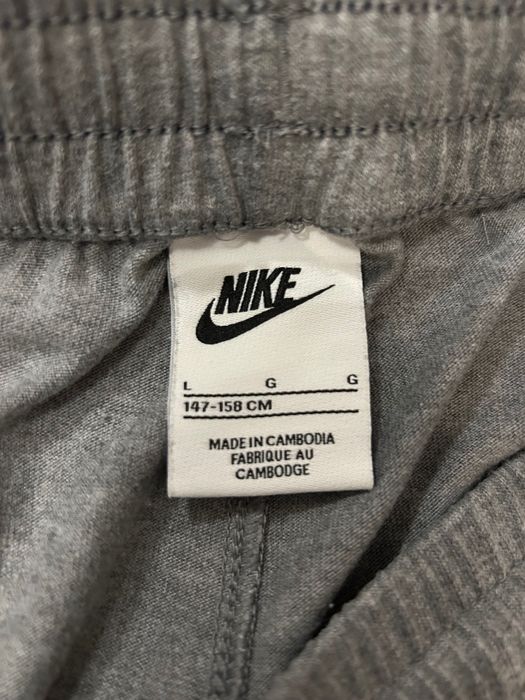 NIKE
L G G
147-158 CM
MADE IN CAMBODIA
FABRIQUE AU
CAMBODGE